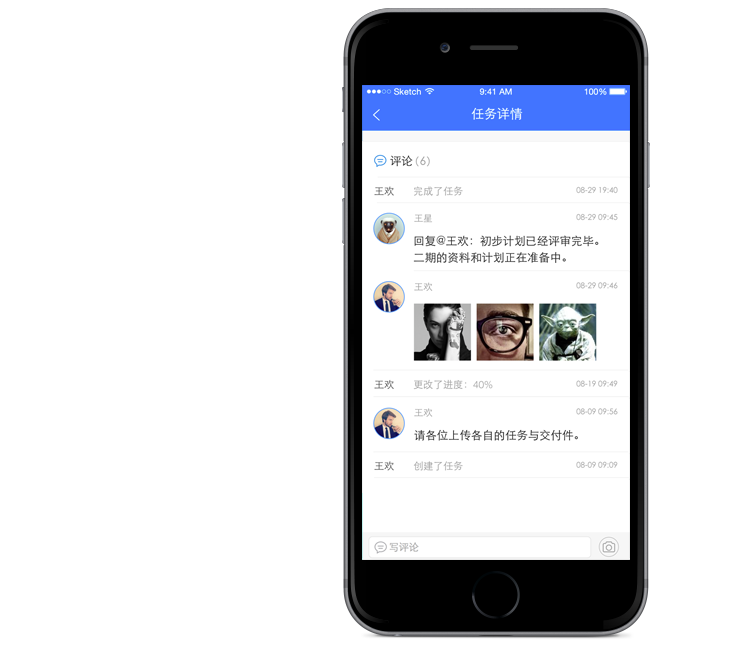 Sketch 9:41 AM 100%
任务详情
评论(6)
王欢 完成了任务 08-29 19:40
王星 08-29 09:45
回复@王欢：初步计划已经评审完毕。
二期的资料和计划正在准备中。
王欢 08-29 09:46
王欢 更改了进度：40% 08-19 09:49
王欢 08-09 09:56
请各位上传各自的任务与交付件。
王欢 创建了任务 08-09 09:09
写评论